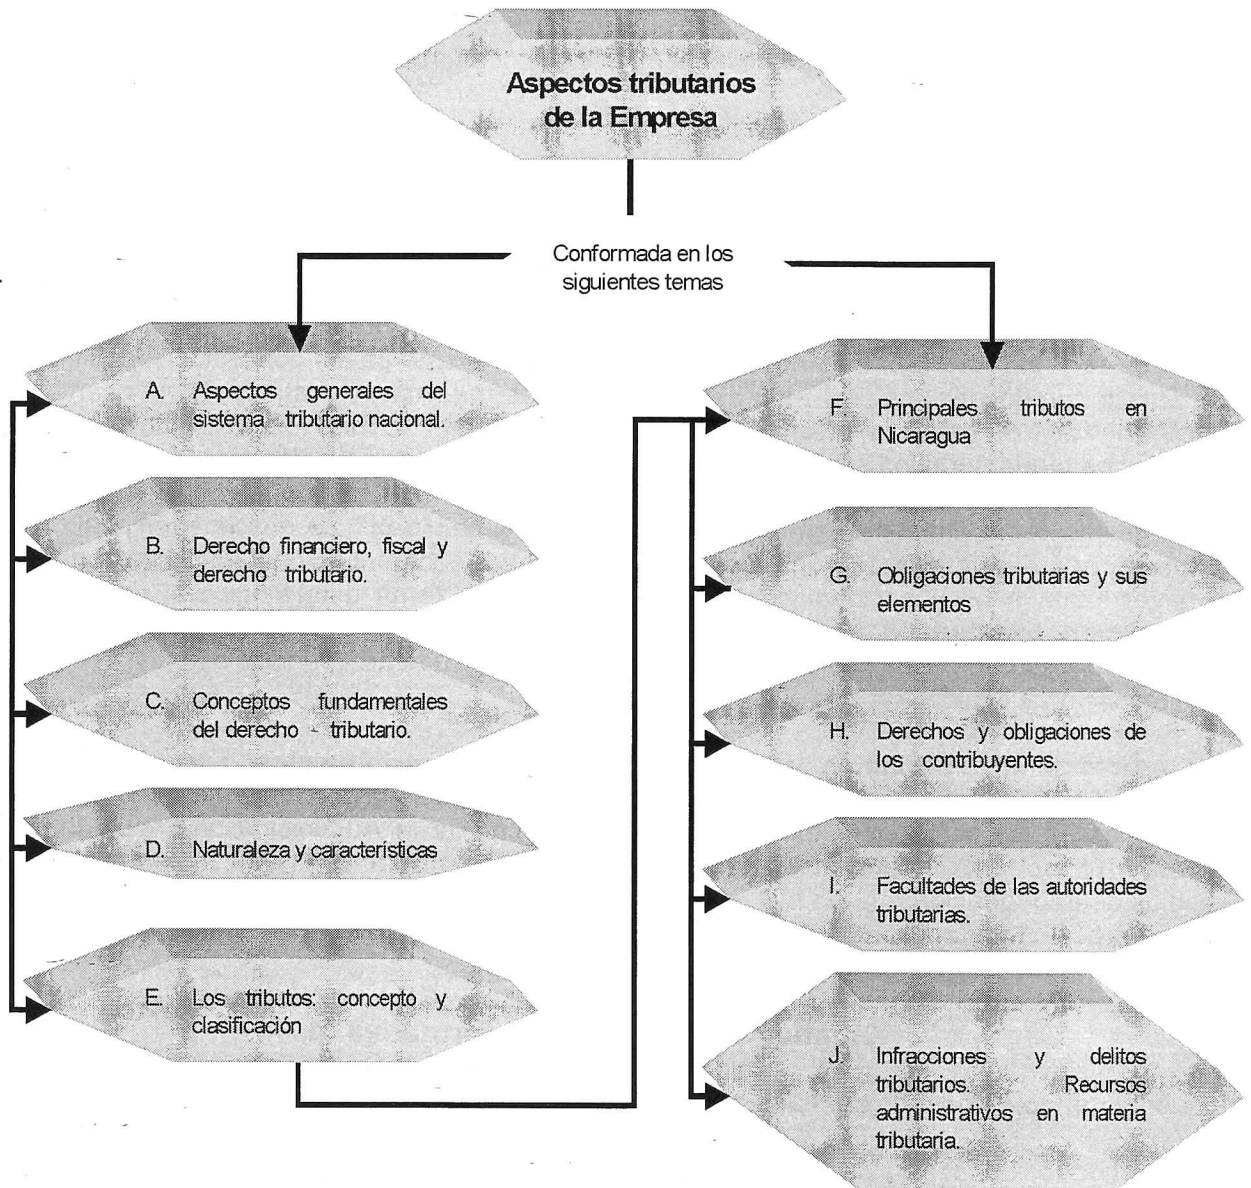 Aspectos tributarios
de la Empresa
Conformada en los
siguientes temas
A. Aspectos generales del
sistema tributario nacional.
B. Derecho financiero, fiscal y
derecho tributario.
C. Conceptos fundamentales
del derecho - tributario.
D. Naturaleza y características
E. Los tributos: concepto y
clasificación
F. Principales tributos en
Nicaragua
G. Obligaciones tributarias y sus
elementos
H. Derechos y obligaciones de
los contribuyentes.
I. Facultades de las autoridades
tributarias.
J. Infracciones y delitos
tributarios. Recursos
administrativos en materia
tributaria.